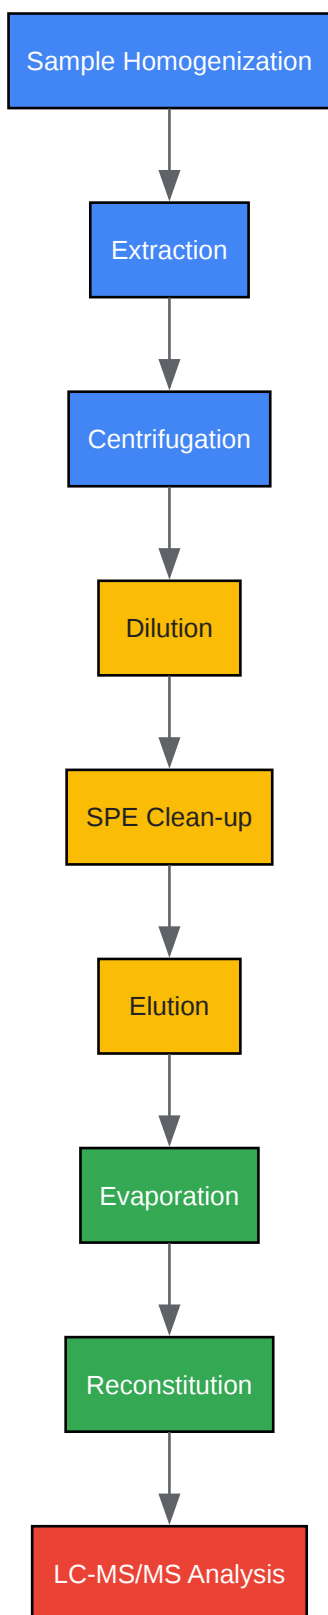 Sample Homogenization
Extraction
Centrifugation
Dilution
SPE Clean-up
Elution
Evaporation
Reconstitution
LC-MS/MS Analysis